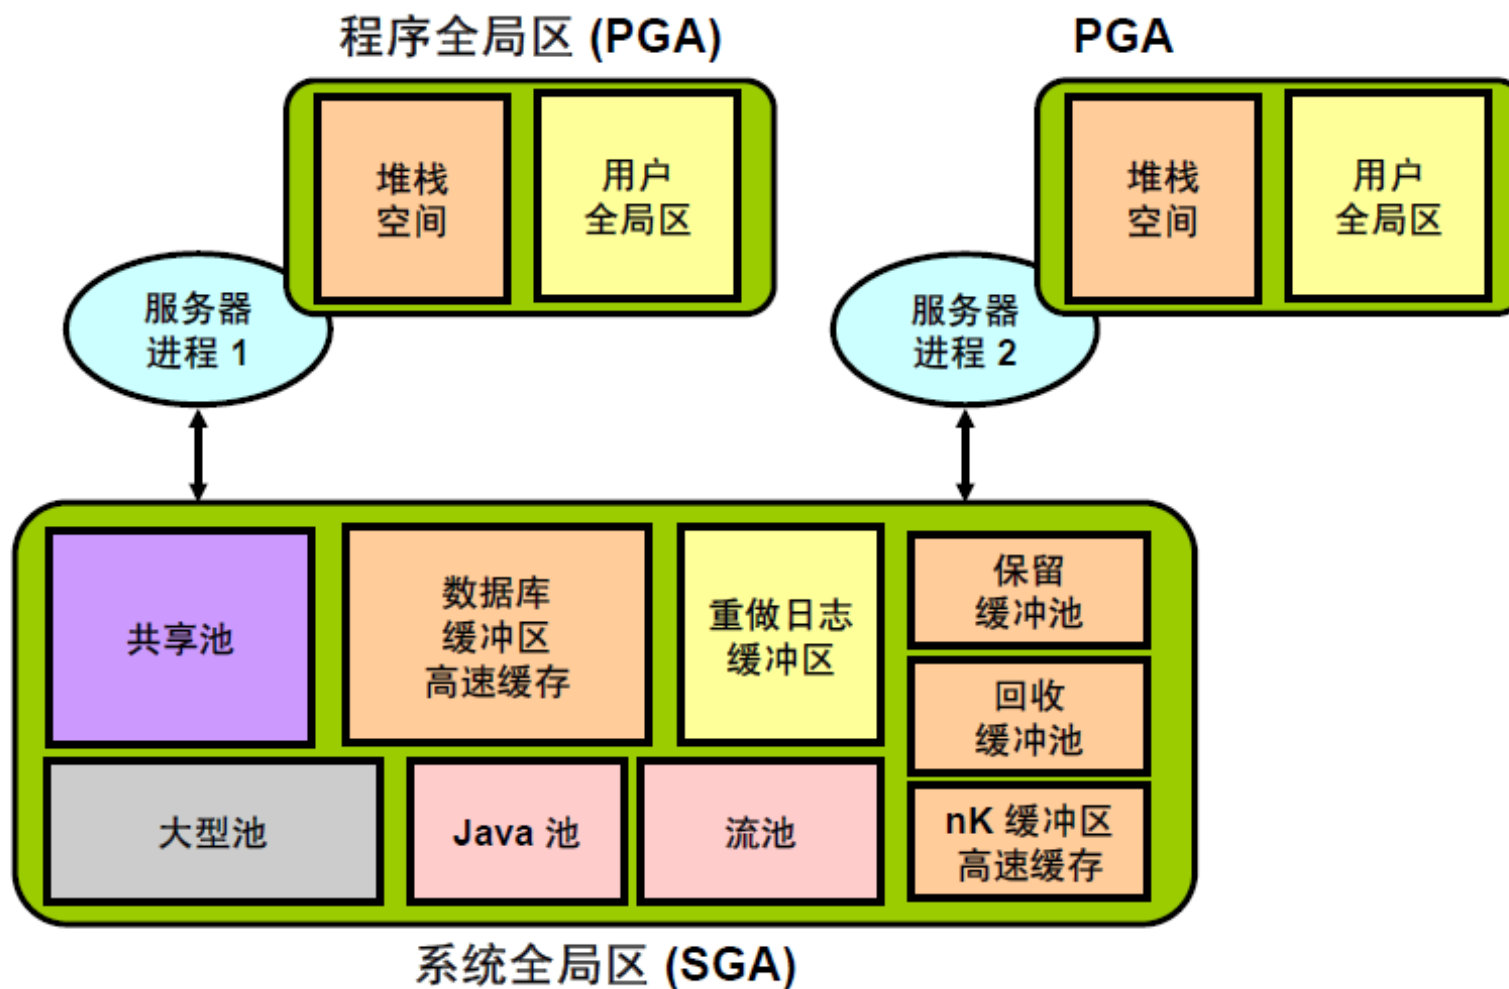 程序全局区 (PGA)
PGA
堆栈
空间
用户
全局区
堆栈
空间
用户
全局区
服务器
进程 1
服务器
进程 2
共享池
数据库
缓冲区
高速缓存
重做日志
缓冲区
保留
缓冲池
回收
缓冲池
nK 缓冲区
高速缓存
大型池
Java 池
流池
系统全局区 (SGA)